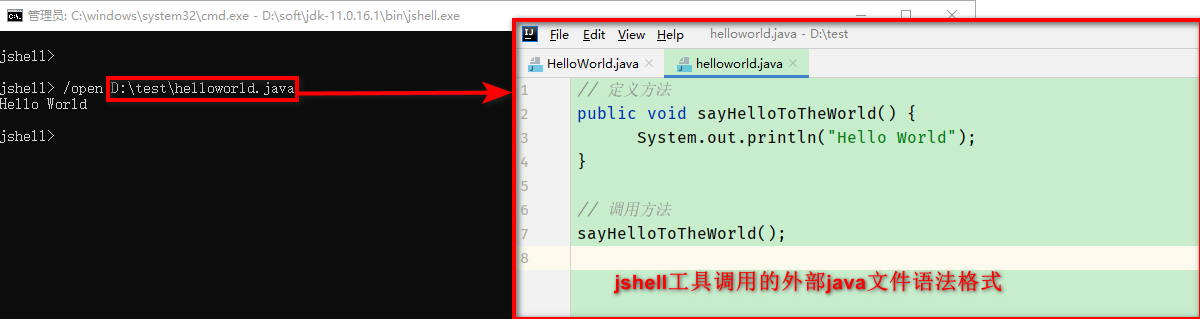 管理员: C:\windows\system32\cmd.exe - D:\soft\jdk-11.0.16.1\bin\jshell.exe
jshell>
jshell> /open D:\test\helloworld.java
Hello World
jshell>
IJ File Edit View Help helloworld.java - D:\test
HelloWorld.java helloworld.java
1 // 定义方法
2 public void sayHelloToTheWorld() {
3 System.out.println("Hello World");
4 }
5
6 // 调用方法
7 sayHelloToTheWorld();
8
jshell工具调用的外部java文件语法格式